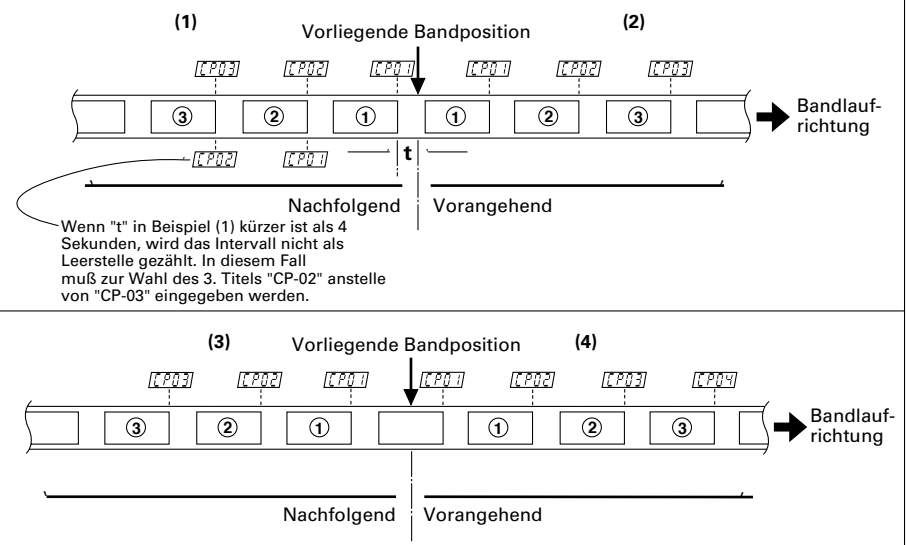 (1)
Vorliegende Bandposition
(2)
CP03 CP02 CP01 CP01 CP02 CP03
3 2 1 1 2 3
Bandlauf-
richtung
CP02 CP01
t
Nachfolgend Vorangehend
Wenn "t" in Beispiel (1) kürzer ist als 4
Sekunden, wird das Intervall nicht als
Leerstelle gezählt. In diesem Fall
muß zur Wahl des 3. Titels "CP-02" anstelle
von "CP-03" eingegeben werden.
(3)
Vorliegende Bandposition
(4)
CP03 CP02 CP01 CP01 CP02 CP03 CP04
3 2 1 1 2 3
Bandlauf-
richtung
Nachfolgend Vorangehend